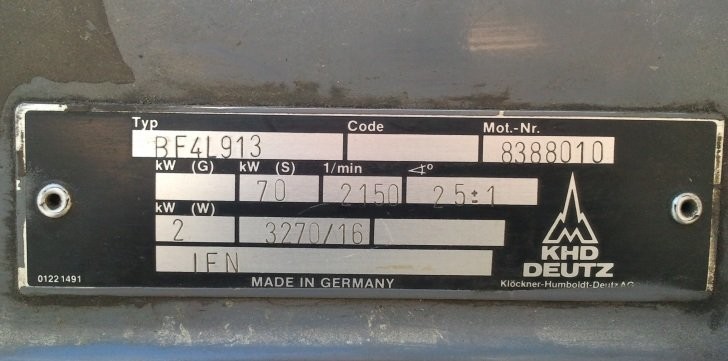 Typ Code Mot.-Nr.
BF4L913 8388010
kW (G) kW (S) 1/min ∢°
70 2150 25±1
kW (W)
2 3270/16
IFN
KHD
DEUTZ
01221491 MADE IN GERMANY Klöckner-Humboldt-Deutz AG